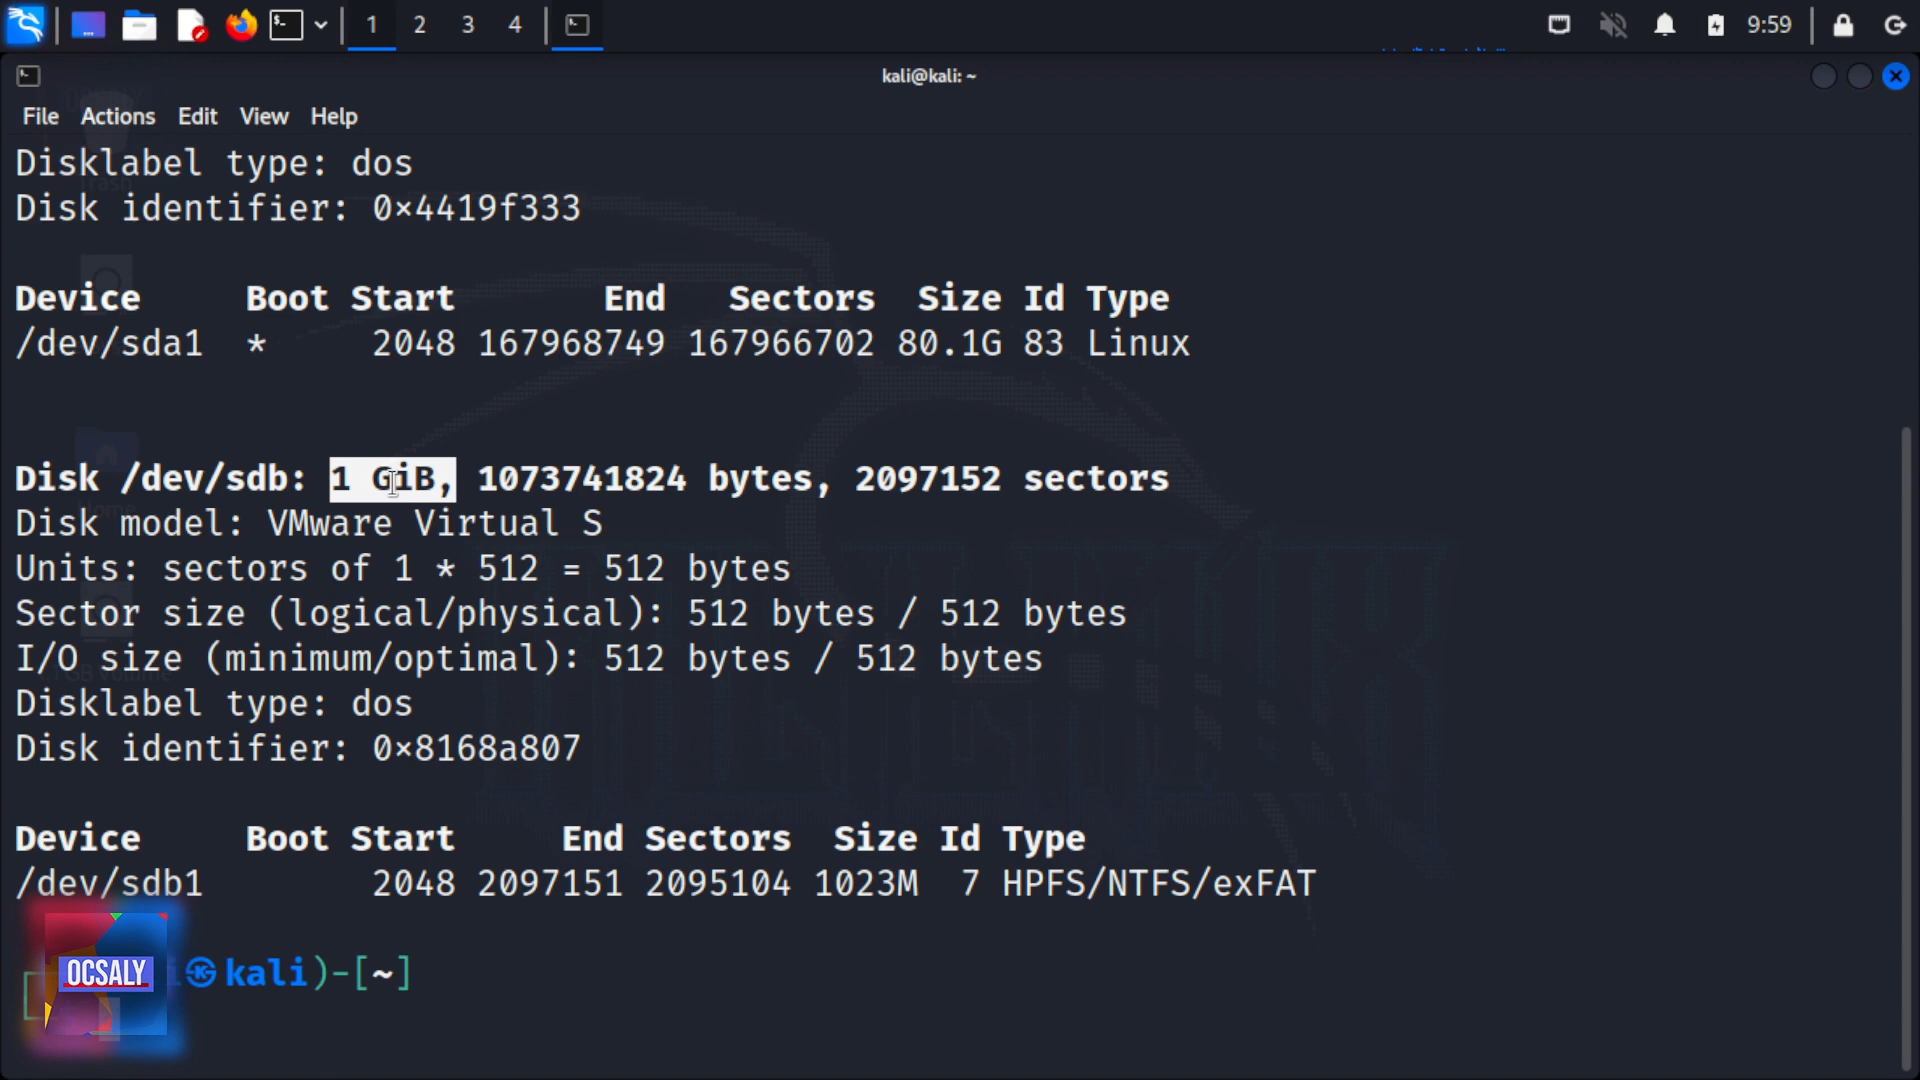 1 2 3 4 9:59
kali@kali: ~
File Actions Edit View Help
Disklabel type: dos
Disk identifier: 0×4419f333
Device Boot Start End Sectors Size Id Type
/dev/sda1 * 2048 167968749 167966702 80.1G 83 Linux
Disk /dev/sdb: 1 GiB, 1073741824 bytes, 2097152 sectors
Disk model: VMware Virtual S
Units: sectors of 1 * 512 = 512 bytes
Sector size (logical/physical): 512 bytes / 512 bytes
I/O size (minimum/optimal): 512 bytes / 512 bytes
Disklabel type: dos
Disk identifier: 0×8168a807
Device Boot Start End Sectors Size Id Type
/dev/sdb1 2048 2097151 2095104 1023M 7 HPFS/NTFS/exFAT
kali)-[~]
OCSALY